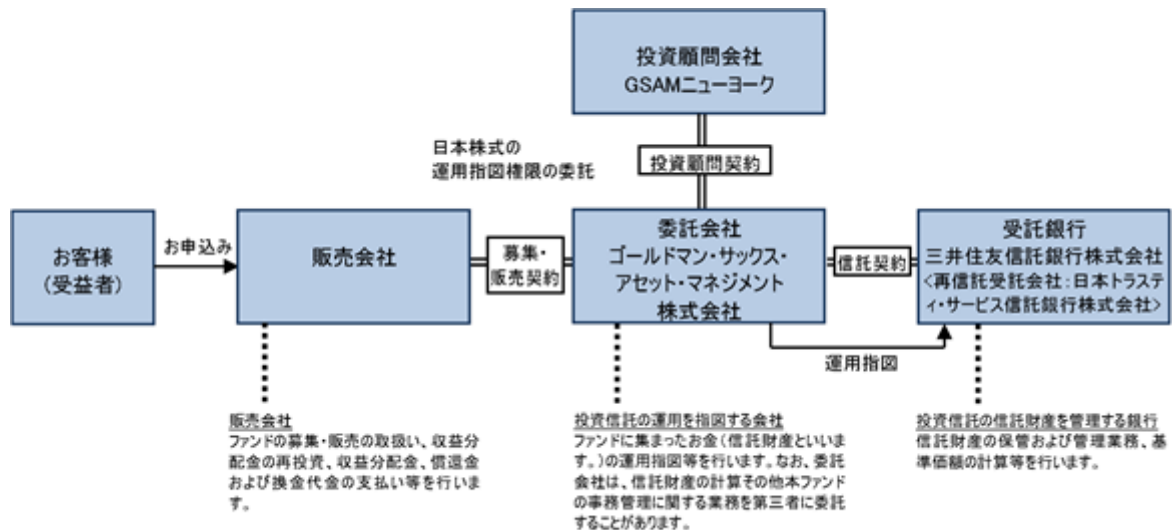 投資顧問会社
GSAMニューヨーク
日本株式の
運用指図権限の委託
投資顧問契約
お客様
(受益者)
お申込み
販売会社
募集・
販売契約
委託会社
ゴールドマン・サックス・
アセット・マネジメント
株式会社
信託契約
受託銀行
三井住友信託銀行株式会社
<再信託受託会社:日本トラステ
ィ・サービス信託銀行株式会社>
運用指図
販売会社
ファンドの募集・販売の取扱い、収益分
配金の再投資、収益分配金、償還金
および換金代金の支払い等を行いま
す。
投資信託の運用を指図する会社
ファンドに集まったお金(信託財産といいま
す。)の運用指図等を行います。なお、委託
会社は、信託財産の計算その他本ファンド
の事務管理に関する業務を第三者に委託
することがあります。
投資信託の信託財産を管理する銀行
信託財産の保管および管理業務、基
準価額の計算等を行います。